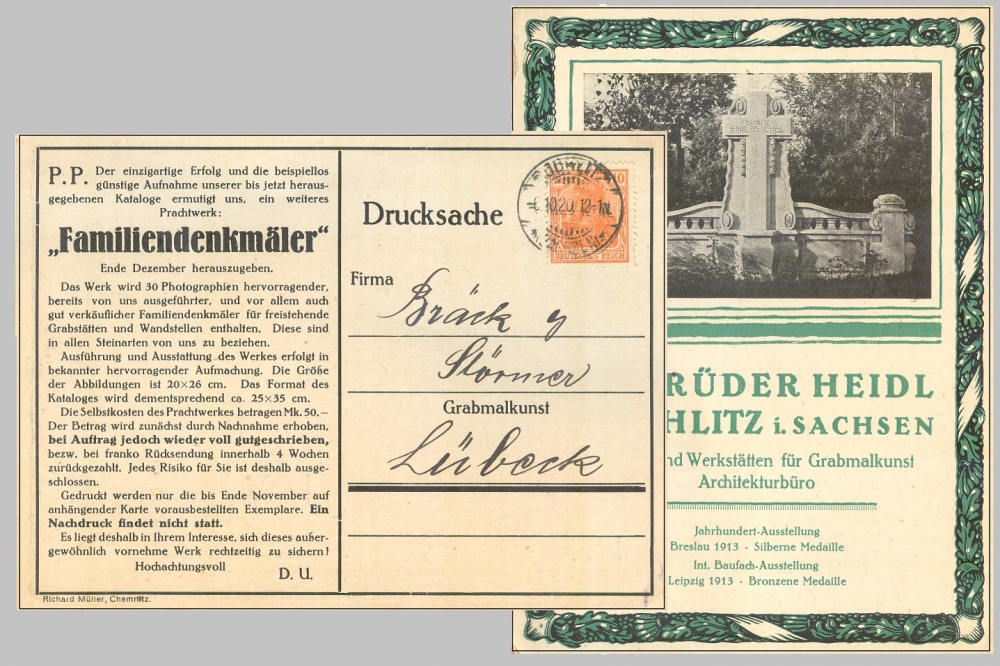 P.P. Der einzigartige Erfolg und die beispiellos
günstige Aufnahme unserer bis jetzt heraus-
gegebenen Kataloge ermutigt uns, ein weiteres
Prachtwerk:
„Familiendenkmäler“
Ende Dezember herauszugeben.
Das Werk wird 30 Photographien hervorragender,
bereits von uns ausgeführter, und vor allem auch
gut verkäuflicher Familiendenkmäler für freistehende
Grabstätten und Wandstellen enthalten. Diese sind
in allen Steinarten von uns zu beziehen.
Ausführung und Ausstattung des Werkes erfolgt in
bekannter hervorragender Aufmachung. Die Größe
der Abbildungen ist 20×26 cm. Das Format des
Kataloges wird dementsprechend ca. 25×35 cm.
Die Selbstkosten des Prachtwerkes betragen Mk. 50,–
Der Betrag wird zunächst durch Nachnahme erhoben,
bei Auftrag jedoch wieder voll gutgeschrieben,
bezw. bei franko Rücksendung innerhalb 4 Wochen
zurückgezahlt. Jedes Risiko für Sie ist deshalb ausge-
schlossen.
Gedruckt werden nur die bis Ende November auf
anhängender Karte vorausbestellten Exemplare. Ein
Nachdruck findet nicht statt.
Es liegt deshalb in Ihrem Interesse, sich dieses außer-
gewöhnlich vornehme Werk rechtzeitig zu sichern!
Hochachtungsvoll
D. U.
Richard Müller, Chemnitz.
Drucksache
10.20. 12-1
DEUTSCHES REICH
Firma
Bräck &
Störmer
Grabmalkunst
Lübeck
EMIL REICHEL
RÜDER HEIDL
HLITZ i. SACHSEN
nd Werkstätten für Grabmalkunst
Architekturbüro
Jahrhundert-Ausstellung
Breslau 1913 · Silberne Medaille
Int. Baufach-Ausstellung
Leipzig 1913 · Bronzene Medaille